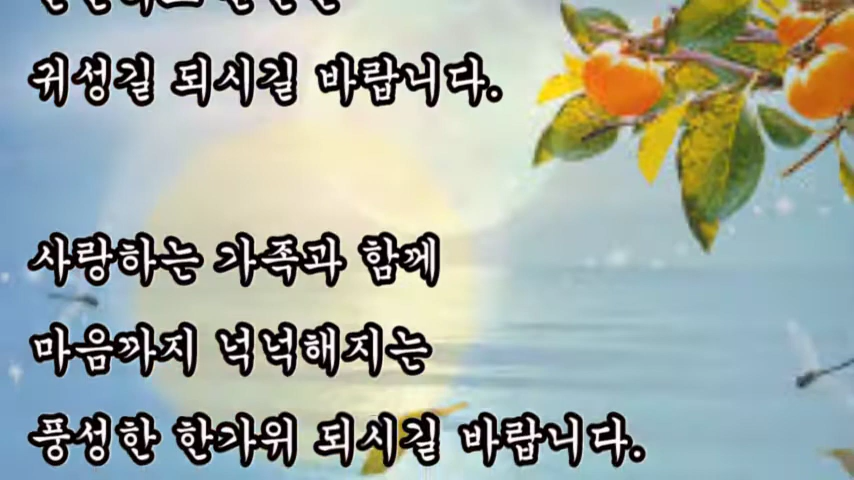 귀성길 되시길 바랍니다.
사랑하는 가족과 함께
마음까지 넉넉해지는
풍성한 한가위 되시길 바랍니다.